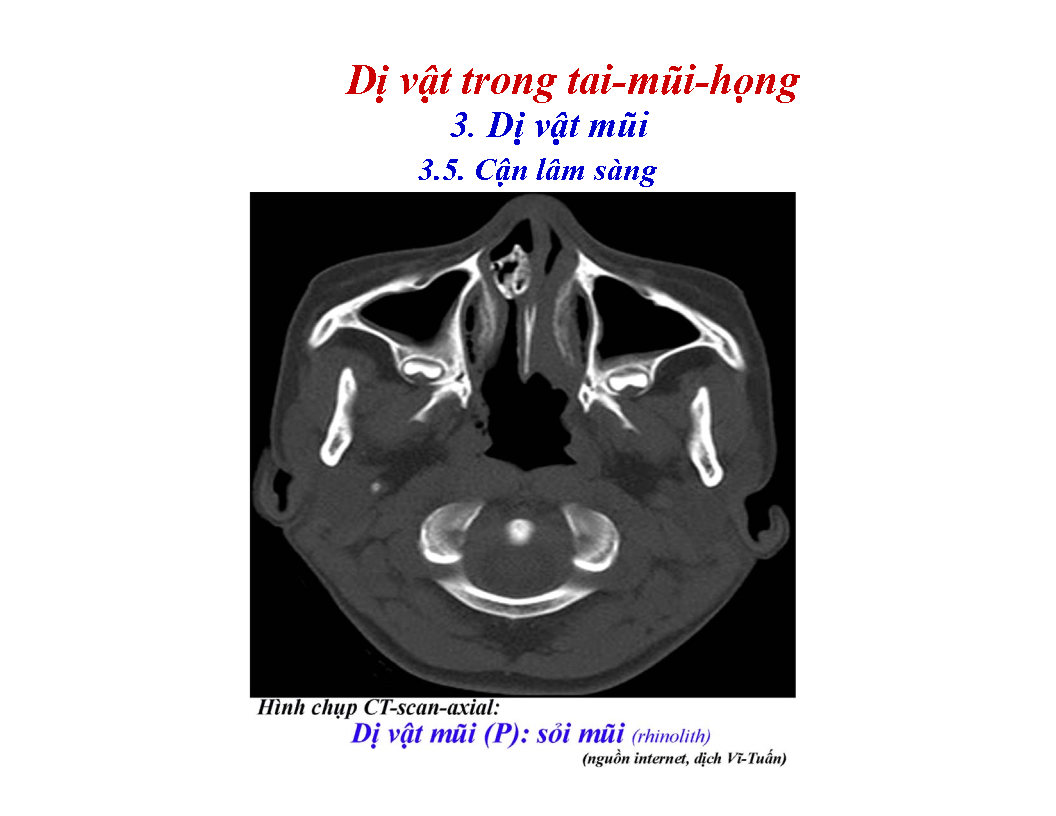 Dị vật trong tai-mũi-họng
3. Dị vật mũi
3.5. Cận lâm sàng
Hình chụp CT-scan-axial:
Dị vật mũi (P): sỏi mũi (rhinolith)
(nguồn internet, dịch Vĩ-Tuấn)